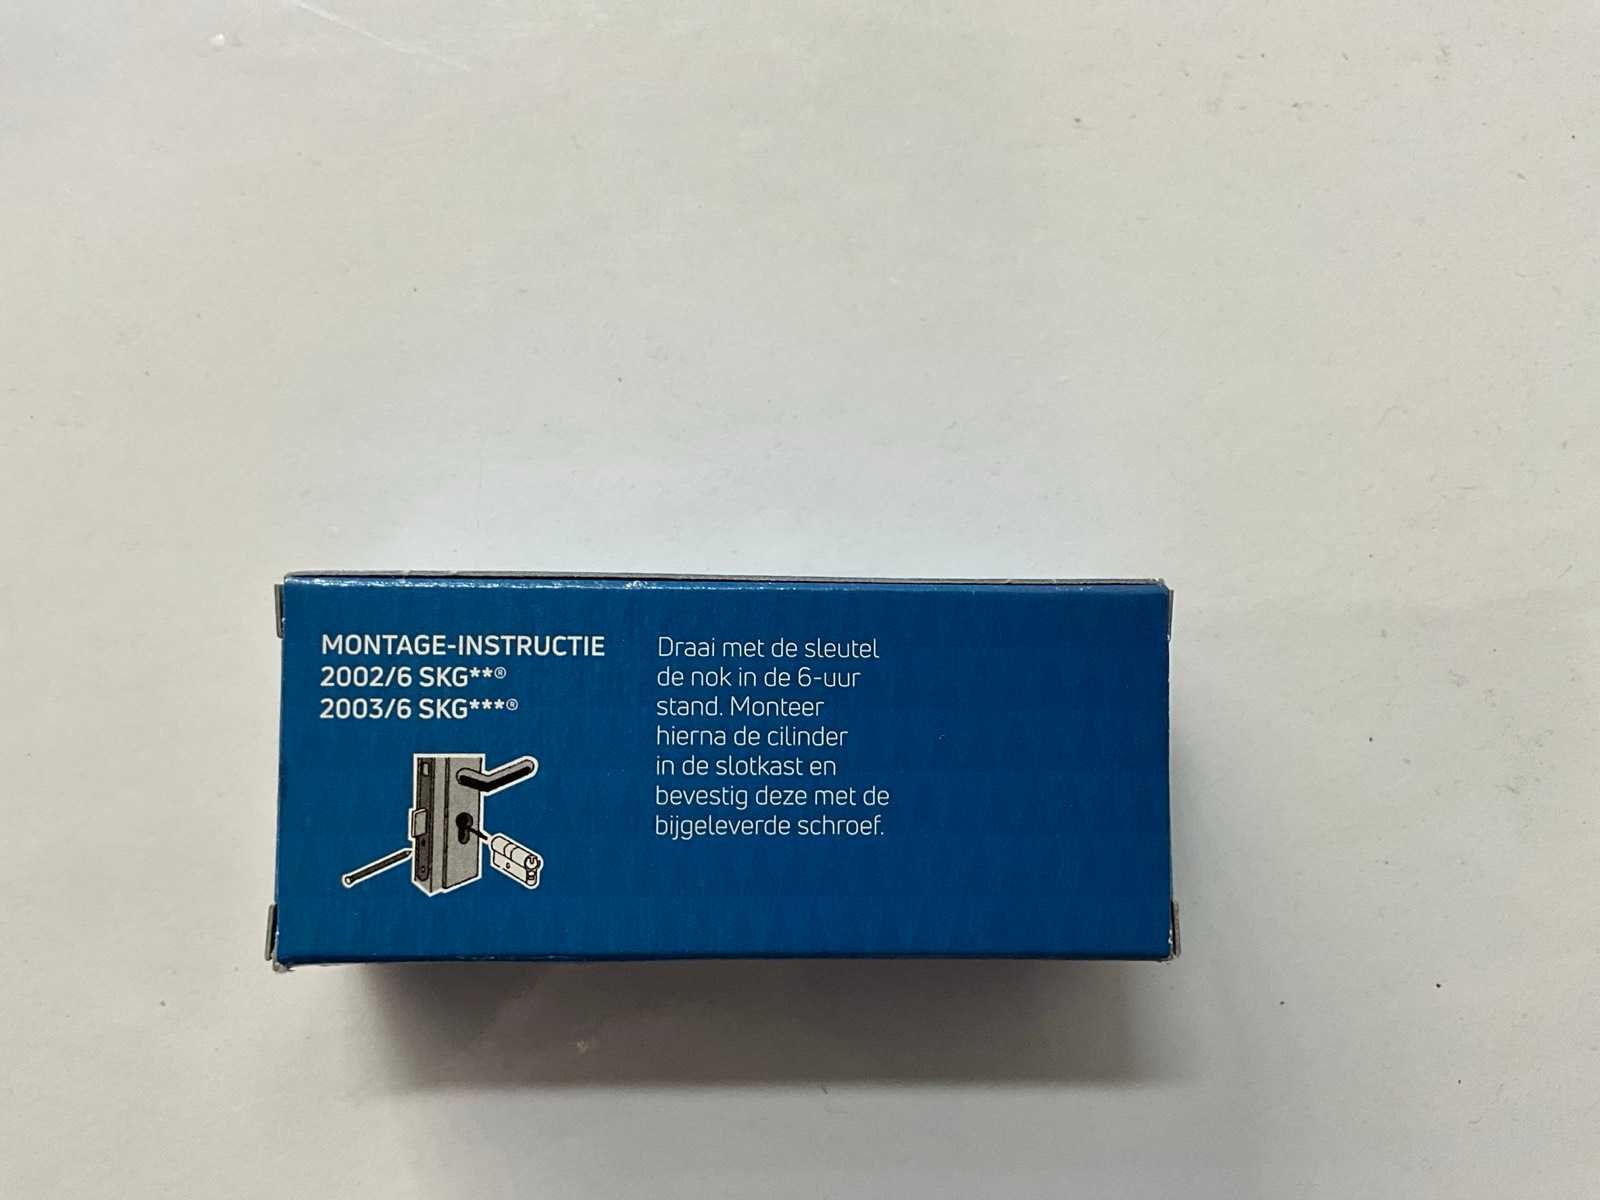 MONTAGE-INSTRUCTIE
2002/6 SKG**®
2003/6 SKG***®
Draai met de sleutel
de nok in de 6-uur
stand. Monteer
hierna de cilinder
in de slotkast en
bevestig deze met de
bijgeleverde schroef.